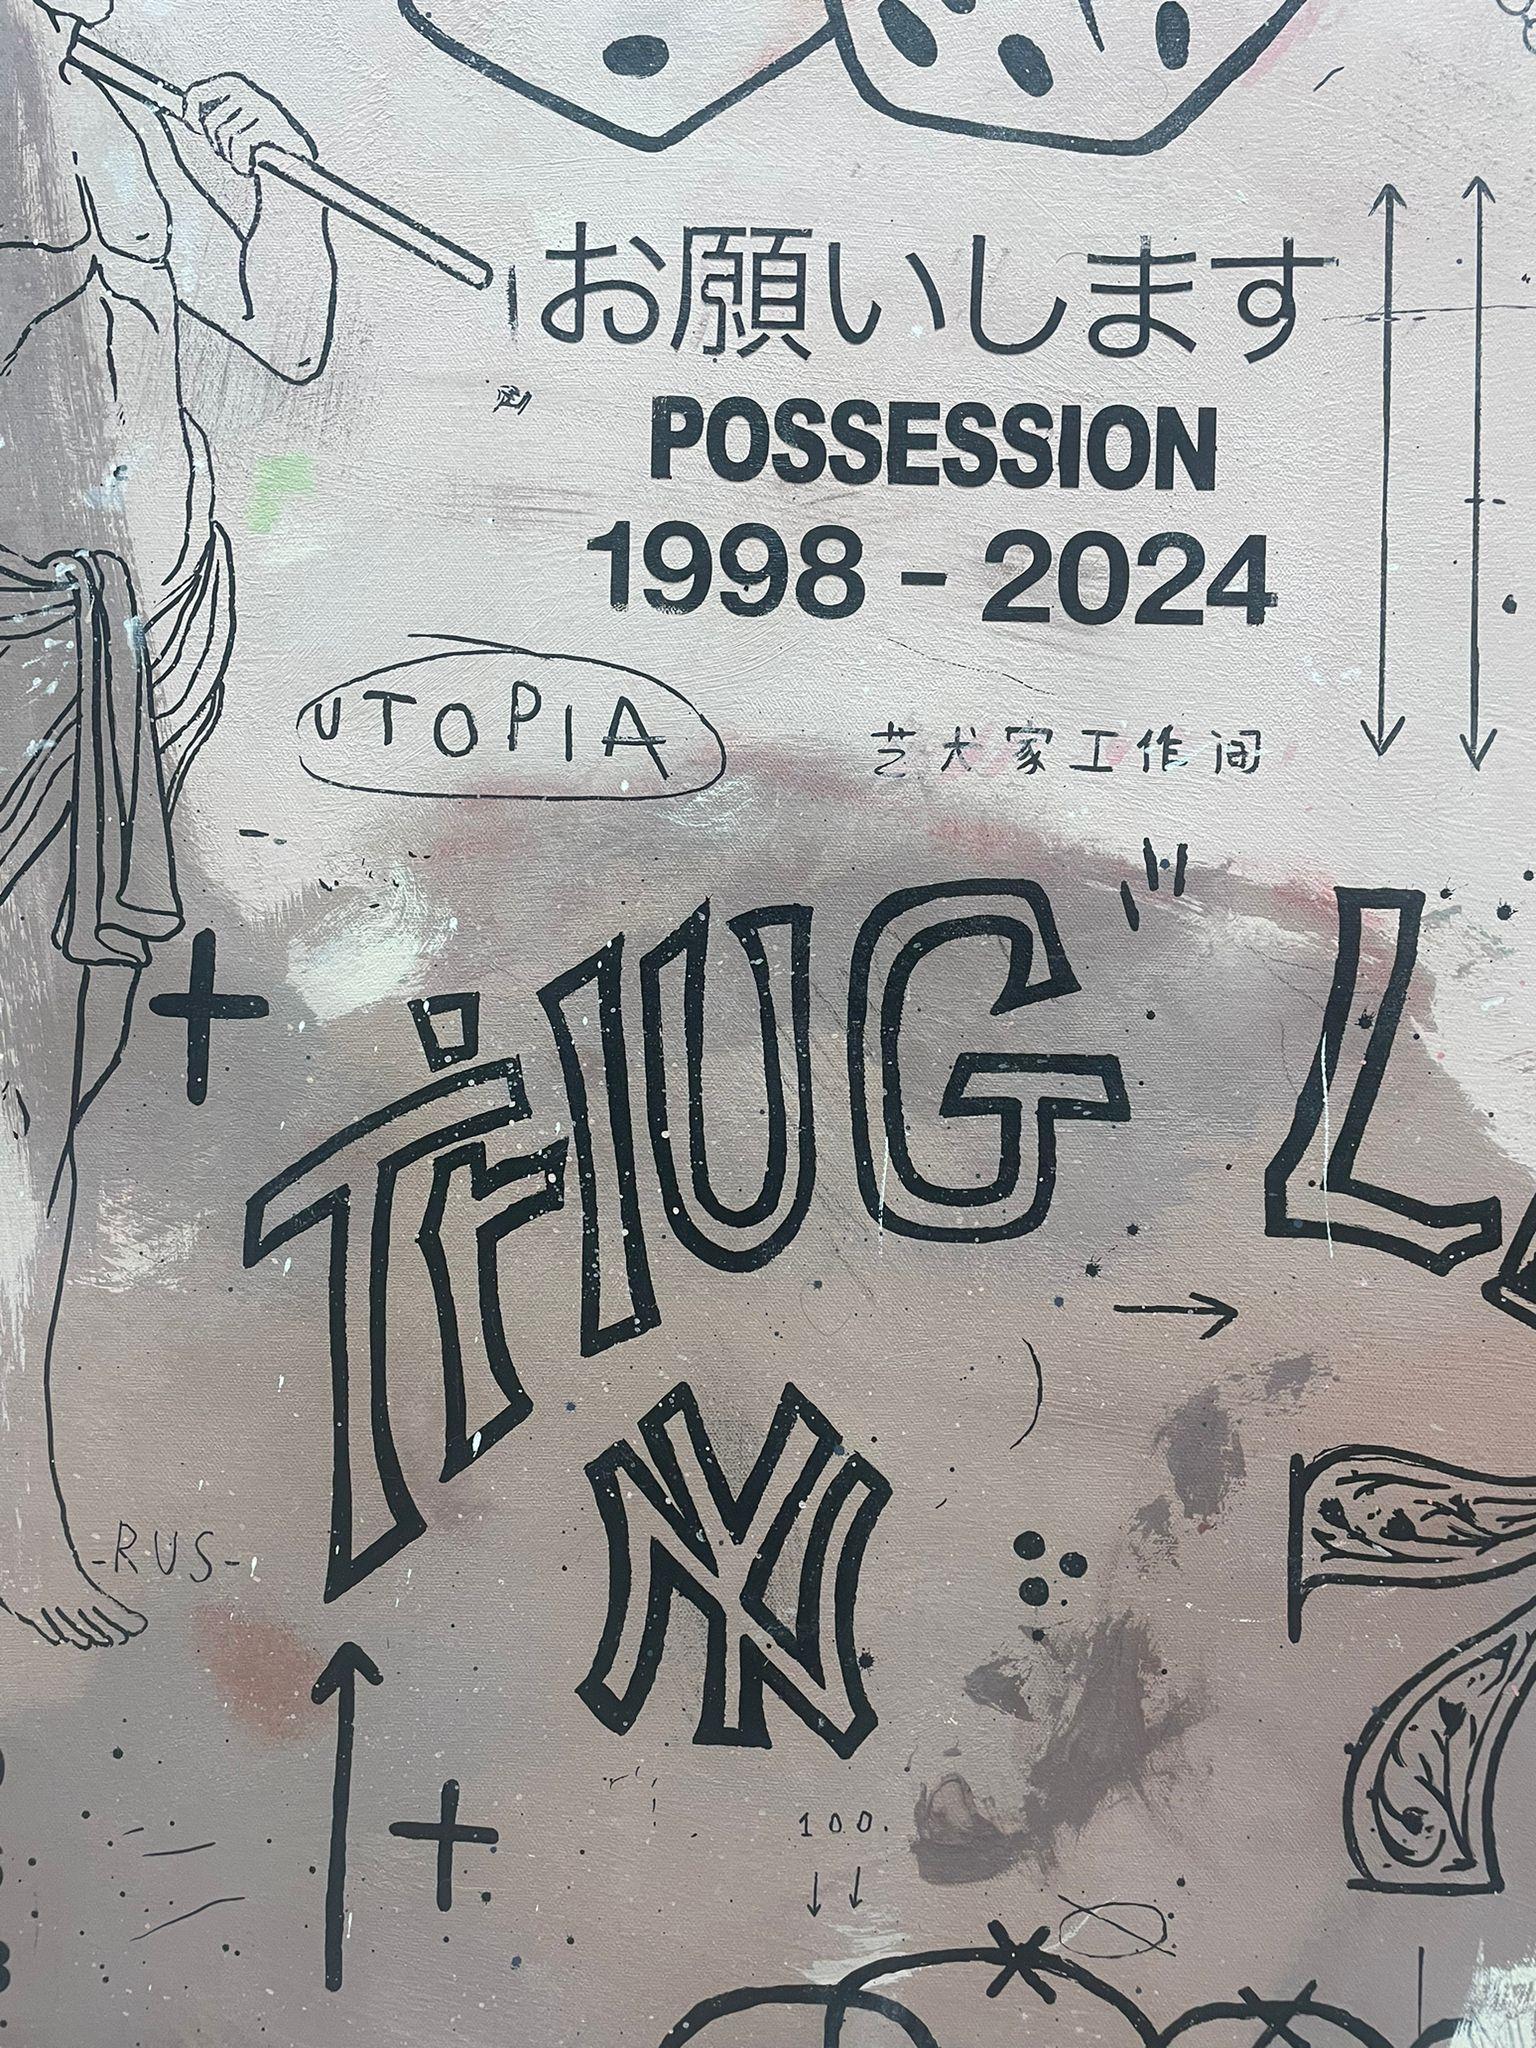 お願いします
POSSESSION
1998 - 2024
UTOPIA
艺术家工作间
THUG L
NY
-RUS-
7
100.